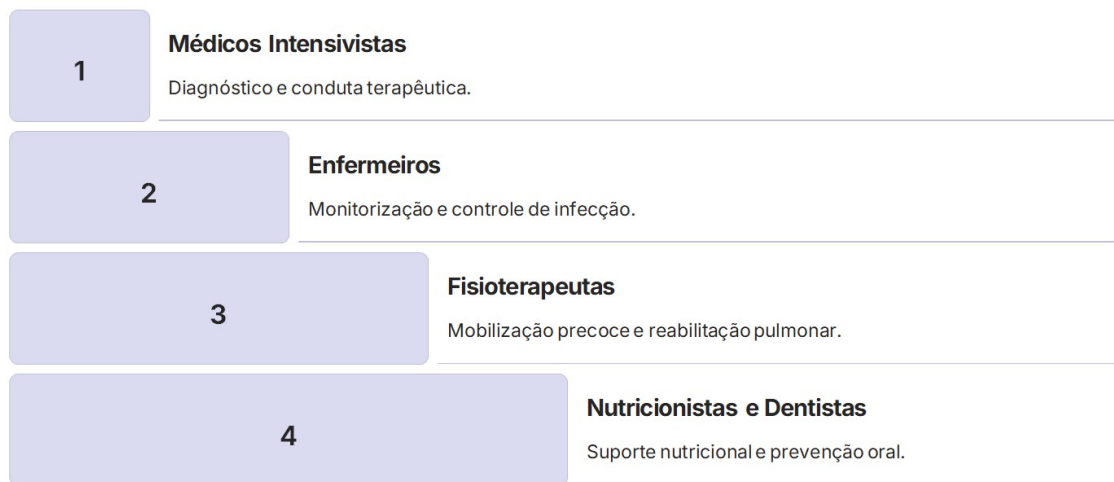 1
Médicos Intensivistas
Diagnóstico e conduta terapêutica.
2
Enfermeiros
Monitorização e controle de infecção.
3
Fisioterapeutas
Mobilização precoce e reabilitação pulmonar.
4
Nutricionistas e Dentistas
Suporte nutricional e prevenção oral.